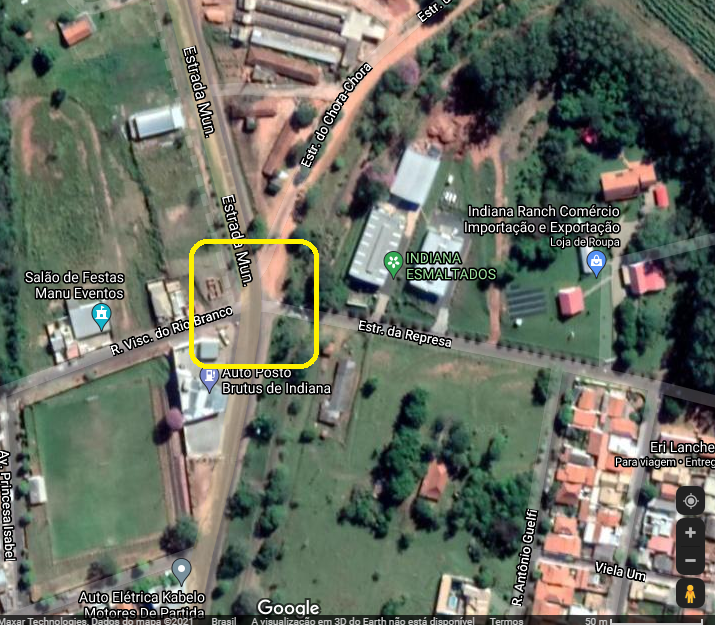 Estr. d
Estrada Mun.
Estr. do Chora-Chora
Estrada Mun.
Indiana Ranch Comércio
Importação e Exportação
Loja de Roupa
INDIANA
ESMALTADOS
Salão de Festas
Manu Eventos
R. Visc. do Rio Branco
Estr. da Represa
Auto Posto
Brutus de Indiana
Eri Lanche
Para viagem • Entreg
Av. Princesa Isabel
R. Antônio Guelfi
Viela Um
Auto Elétrica Kabelo
Motores De Partida
Google
Maxar Technologies, Dados do mapa ©2021 Brasil A visualização em 3D do Earth não está disponível Termos 50 m